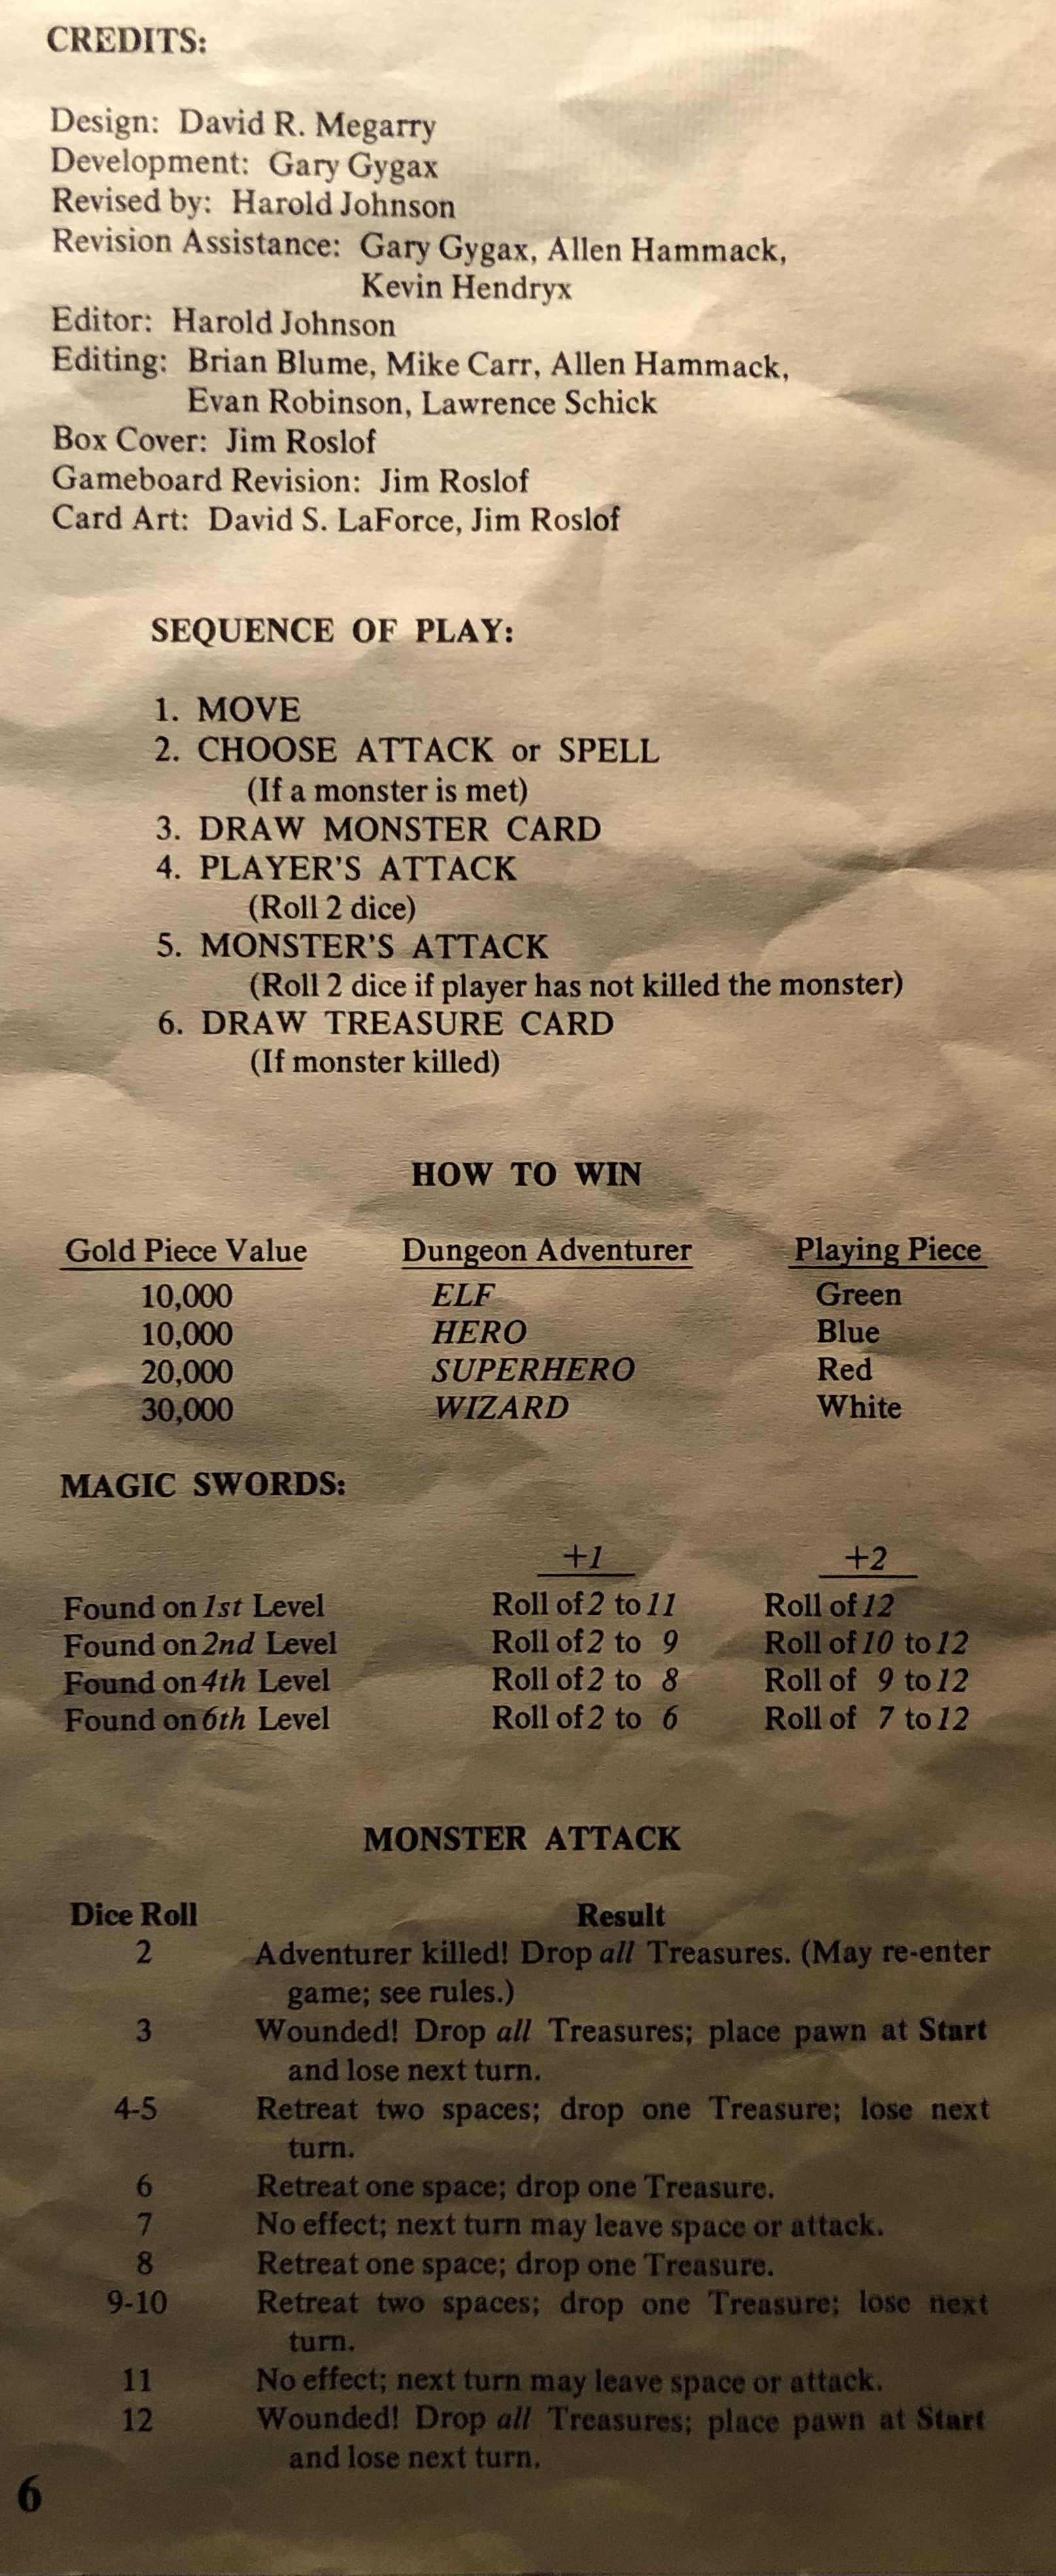 CREDITS:
Design: David R. Megarry
Development: Gary Gygax
Revised by: Harold Johnson
Revision Assistance: Gary Gygax, Allen Hammack,
Kevin Hendryx
Editor: Harold Johnson
Editing: Brian Blume, Mike Carr, Allen Hammack,
Evan Robinson, Lawrence Schick
Box Cover: Jim Roslof
Gameboard Revision: Jim Roslof
Card Art: David S. LaForce, Jim Roslof
SEQUENCE OF PLAY:
1. MOVE
2. CHOOSE ATTACK or SPELL
(If a monster is met)
3. DRAW MONSTER CARD
4. PLAYER'S ATTACK
(Roll 2 dice)
5. MONSTER'S ATTACK
(Roll 2 dice if player has not killed the monster)
6. DRAW TREASURE CARD
(If monster killed)
HOW TO WIN
Gold Piece Value Dungeon Adventurer Playing Piece
10,000 ELF Green
10,000 HERO Blue
20,000 SUPERHERO Red
30,000 WIZARD White
MAGIC SWORDS:
+1 +2
Found on 1st Level Roll of 2 to 11 Roll of 12
Found on 2nd Level Roll of 2 to 9 Roll of 10 to 12
Found on 4th Level Roll of 2 to 8 Roll of 9 to 12
Found on 6th Level Roll of 2 to 6 Roll of 7 to 12
MONSTER ATTACK
Dice Roll Result
2 Adventurer killed! Drop all Treasures. (May re-enter
game; see rules.)
3 Wounded! Drop all Treasures; place pawn at Start
and lose next turn.
4-5 Retreat two spaces; drop one Treasure; lose next
turn.
6 Retreat one space; drop one Treasure.
7 No effect; next turn may leave space or attack.
8 Retreat one space; drop one Treasure.
9-10 Retreat two spaces; drop one Treasure; lose next
turn.
11 No effect; next turn may leave space or attack.
12 Wounded! Drop all Treasures; place pawn at Start
and lose next turn.
6